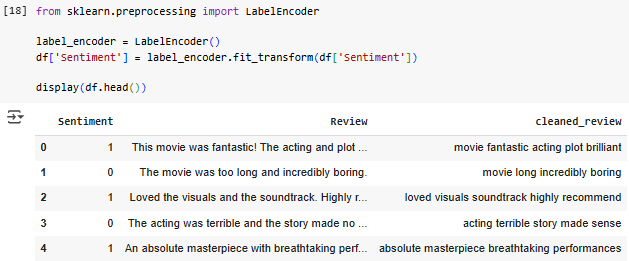 [18] from sklearn.preprocessing import LabelEncoder
label_encoder = LabelEncoder()
df['Sentiment'] = label_encoder.fit_transform(df['Sentiment'])
display(df.head())
Sentiment Review cleaned_review
0 1 This movie was fantastic! The acting and plot ... movie fantastic acting plot brilliant
1 0 The movie was too long and incredibly boring. movie long incredibly boring
2 1 Loved the visuals and the soundtrack. Highly r... loved visuals soundtrack highly recommend
3 0 The acting was terrible and the story made no ... acting terrible story made sense
4 1 An absolute masterpiece with breathtaking perf... absolute masterpiece breathtaking performances